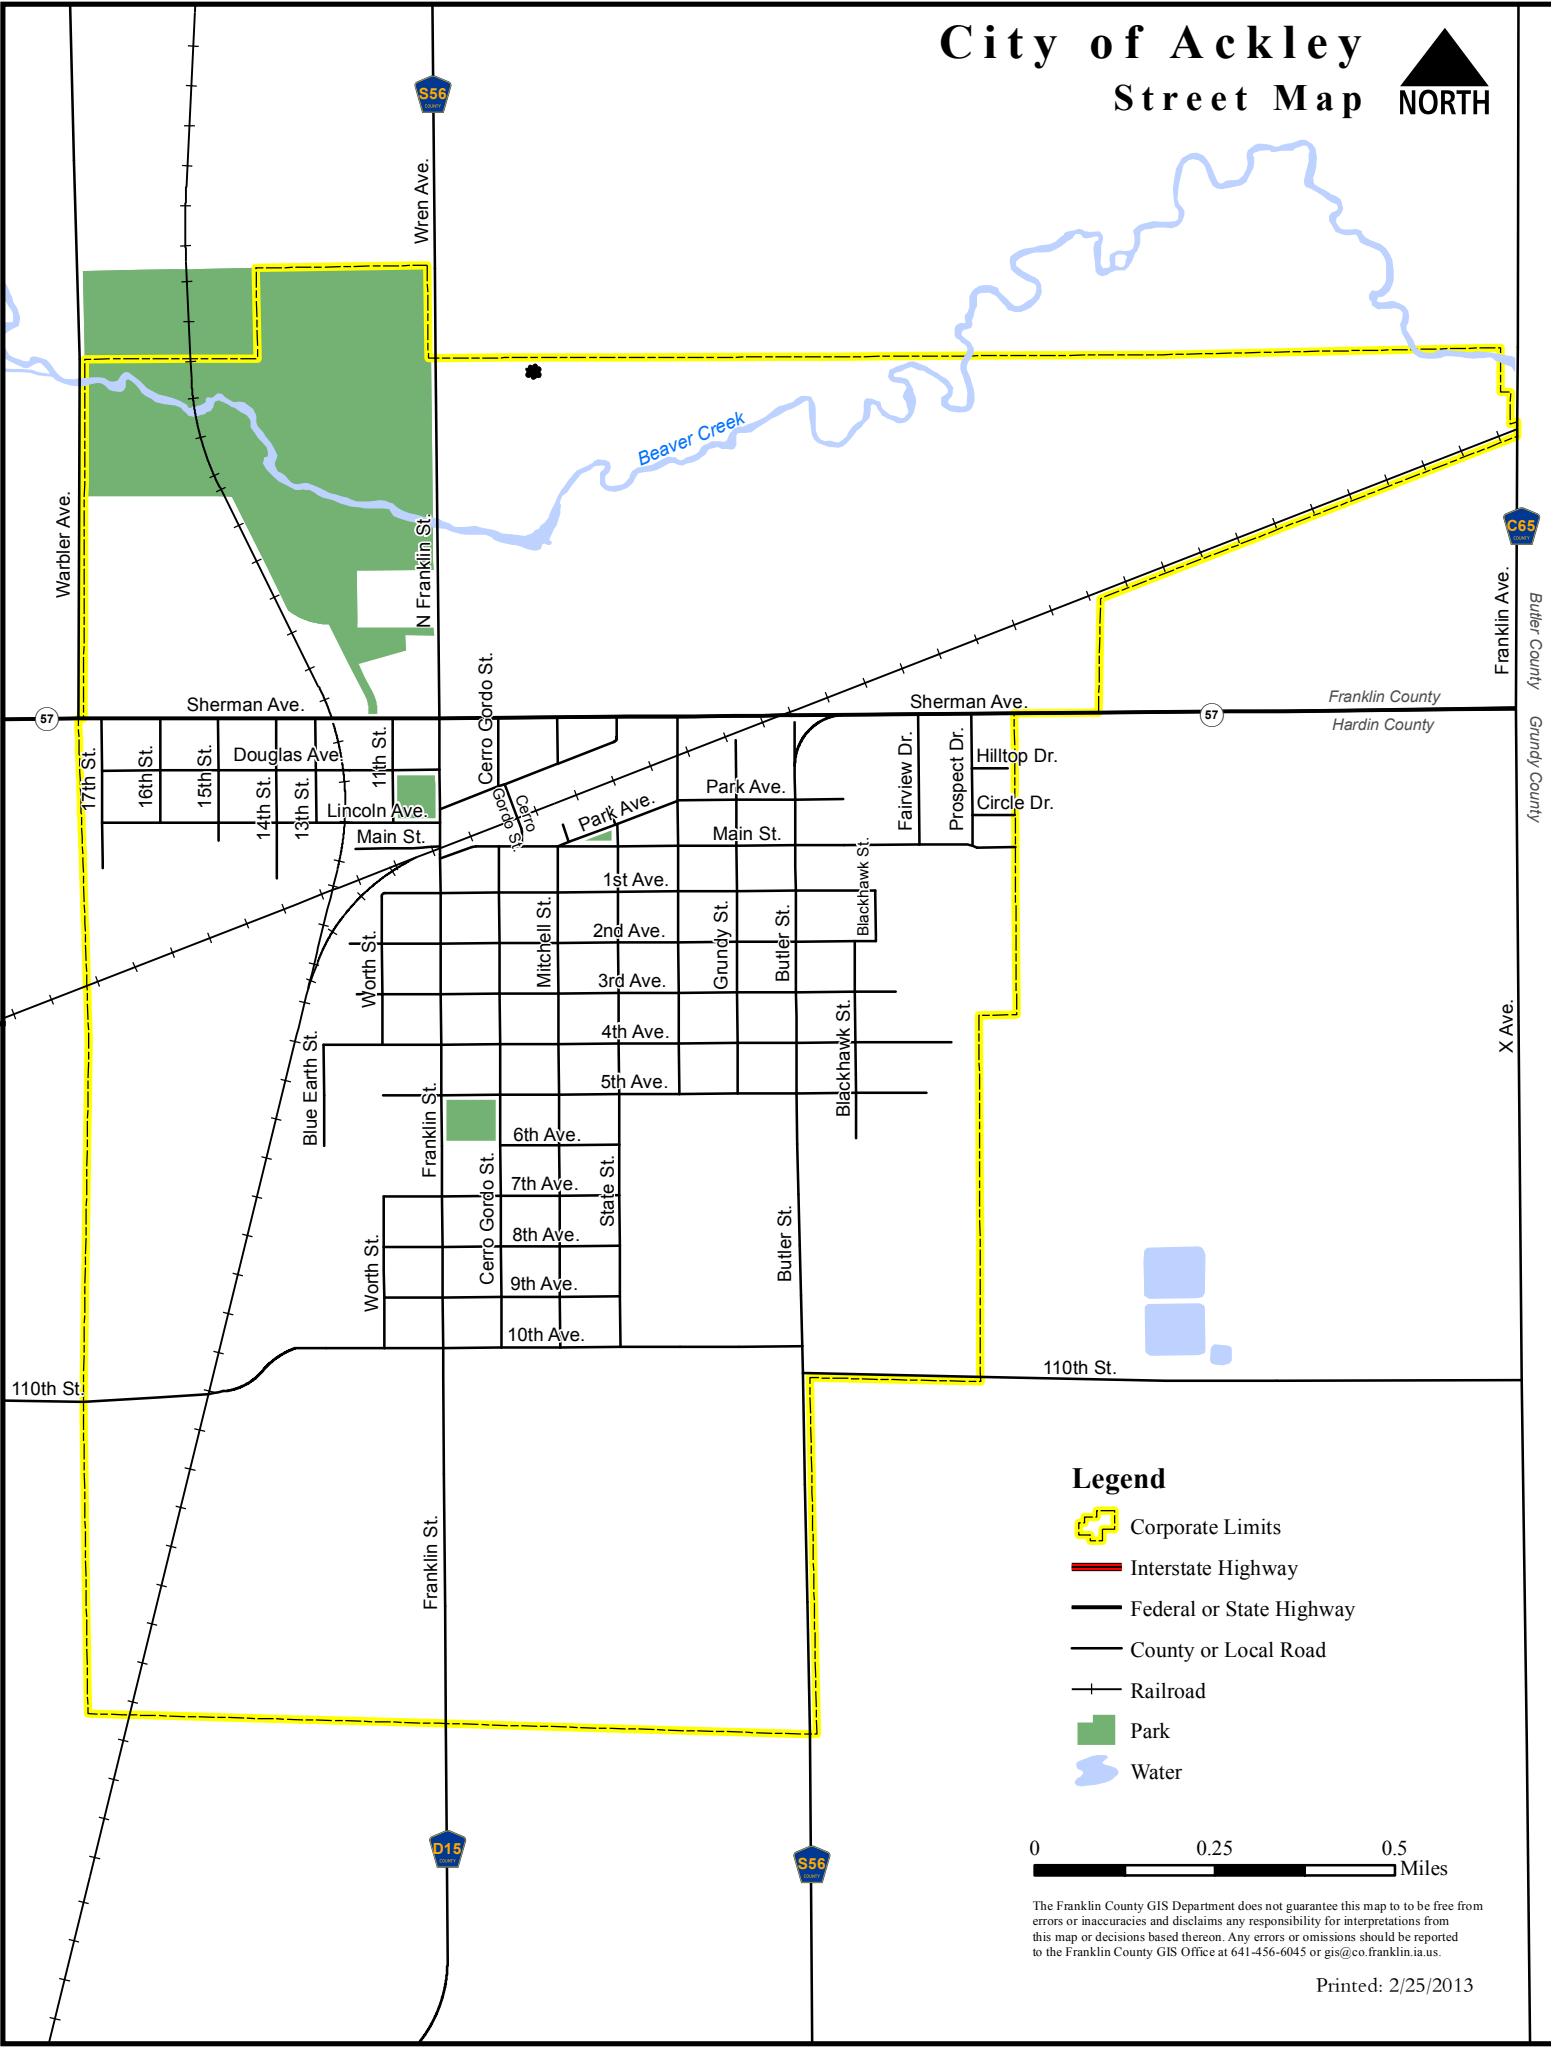 City of Ackley
Street Map
NORTH
S56
COUNTY
Wren Ave.
Beaver Creek
Warbler Ave.
N Franklin St.
C65
COUNTY
Franklin Ave.
Butler County
Grundy County
Franklin County
Hardin County
57
Sherman Ave.
Sherman Ave.
57
Cerro Gordo St.
17th St.
16th St.
15th St.
14th St.
13th St.
11th St.
Douglas Ave.
Lincoln Ave.
Main St.
Cerro
Gordo St.
Park Ave.
Park Ave.
Main St.
Fairview Dr.
Prospect Dr.
Hilltop Dr.
Circle Dr.
1st Ave.
2nd Ave.
3rd Ave.
4th Ave.
5th Ave.
6th Ave.
7th Ave.
8th Ave.
9th Ave.
10th Ave.
Worth St.
Mitchell St.
Grundy St.
Butler St.
Blackhawk St.
Blackhawk St.
Blue Earth St.
Franklin St.
Cerro Gordo St.
State St.
Worth St.
Butler St.
X Ave.
110th St.
110th St.
Franklin St.
D15
COUNTY
S56
COUNTY
Legend
Corporate Limits
Interstate Highway
Federal or State Highway
County or Local Road
Railroad
Park
Water
0 0.25 0.5
Miles
The Franklin County GIS Department does not guarantee this map to to be free from
errors or inaccuracies and disclaims any responsibility for interpretations from
this map or decisions based thereon. Any errors or omissions should be reported
to the Franklin County GIS Office at 641-456-6045 or gis@co.franklin.ia.us.
Printed: 2/25/2013